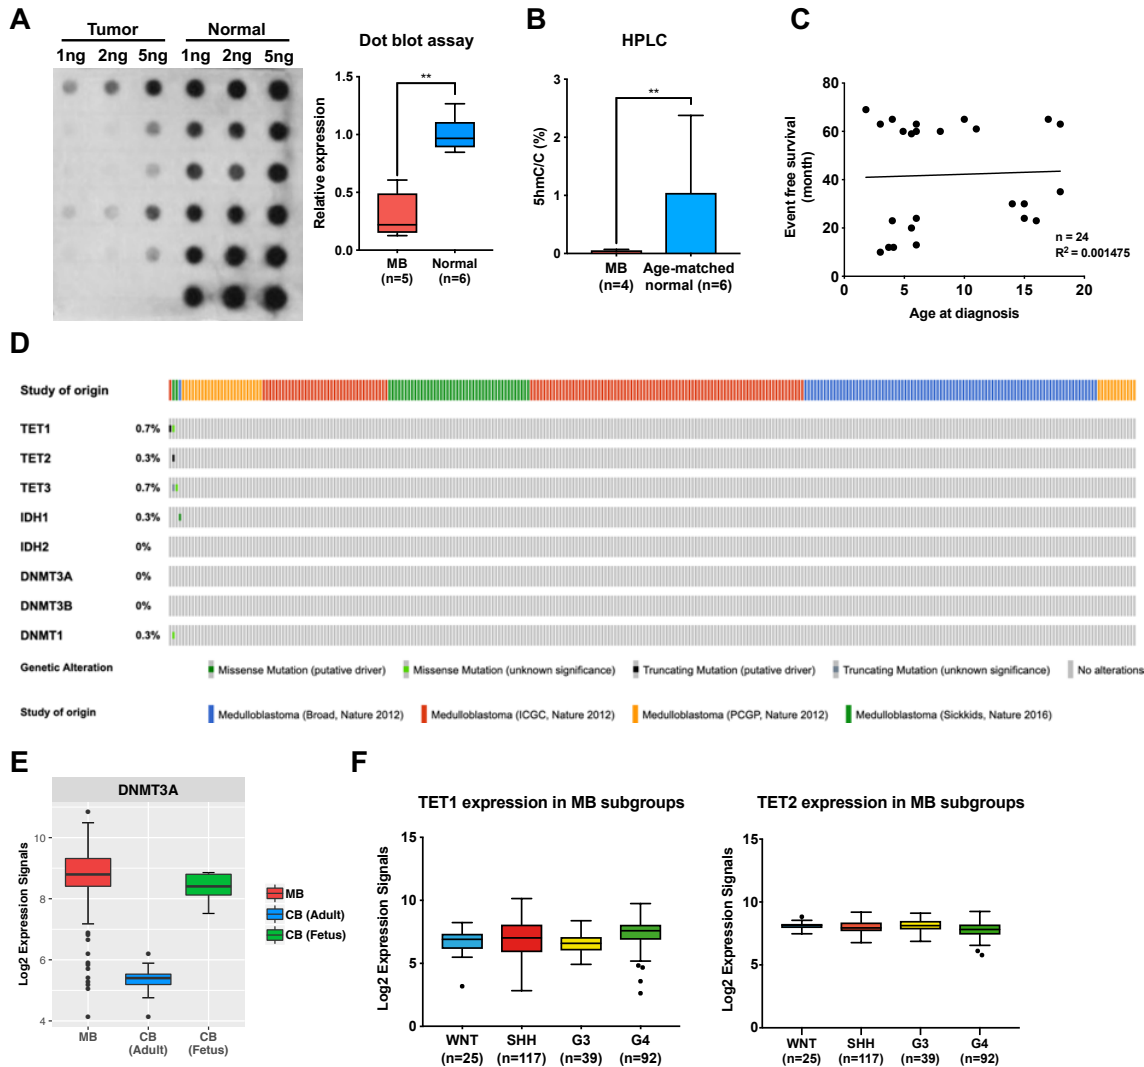 A
Tumor
Normal
1ng 2ng 5ng 1ng 2ng 5ng
Dot blot assay
**
Relative expression
1.5
1.0
0.5
0.0
MB
(n=5)
Normal
(n=6)
B
HPLC
**
5hmC/C (%)
3
2
1
0
MB
(n=4)
Age-matched
normal (n=6)
C
Event free survival
(month)
80
60
40
20
0
n = 24
R2 = 0.001475
0 5 10 15 20
Age at diagnosis
D
Study of origin
TET1 0.7%
TET2 0.3%
TET3 0.7%
IDH1 0.3%
IDH2 0%
DNMT3A 0%
DNMT3B 0%
DNMT1 0.3%
Genetic Alteration Missense Mutation (putative driver) Missense Mutation (unknown significance) Truncating Mutation (putative driver) Truncating Mutation (unknown significance) No alterations
Study of origin Medulloblastoma (Broad, Nature 2012) Medulloblastoma (ICGC, Nature 2012) Medulloblastoma (PCGP, Nature 2012) Medulloblastoma (Sickkids, Nature 2016)
E
DNMT3A
Log2 Expression Signals
10
8
6
4
MB
CB
(Adult)
CB
(Fetus)
MB
CB (Adult)
CB (Fetus)
F
TET1 expression in MB subgroups
Log2 Expression Signals
15
10
5
0
WNT
(n=25)
SHH
(n=117)
G3
(n=39)
G4
(n=92)
TET2 expression in MB subgroups
Log2 Expression Signals
15
10
5
0
WNT
(n=25)
SHH
(n=117)
G3
(n=39)
G4
(n=92)